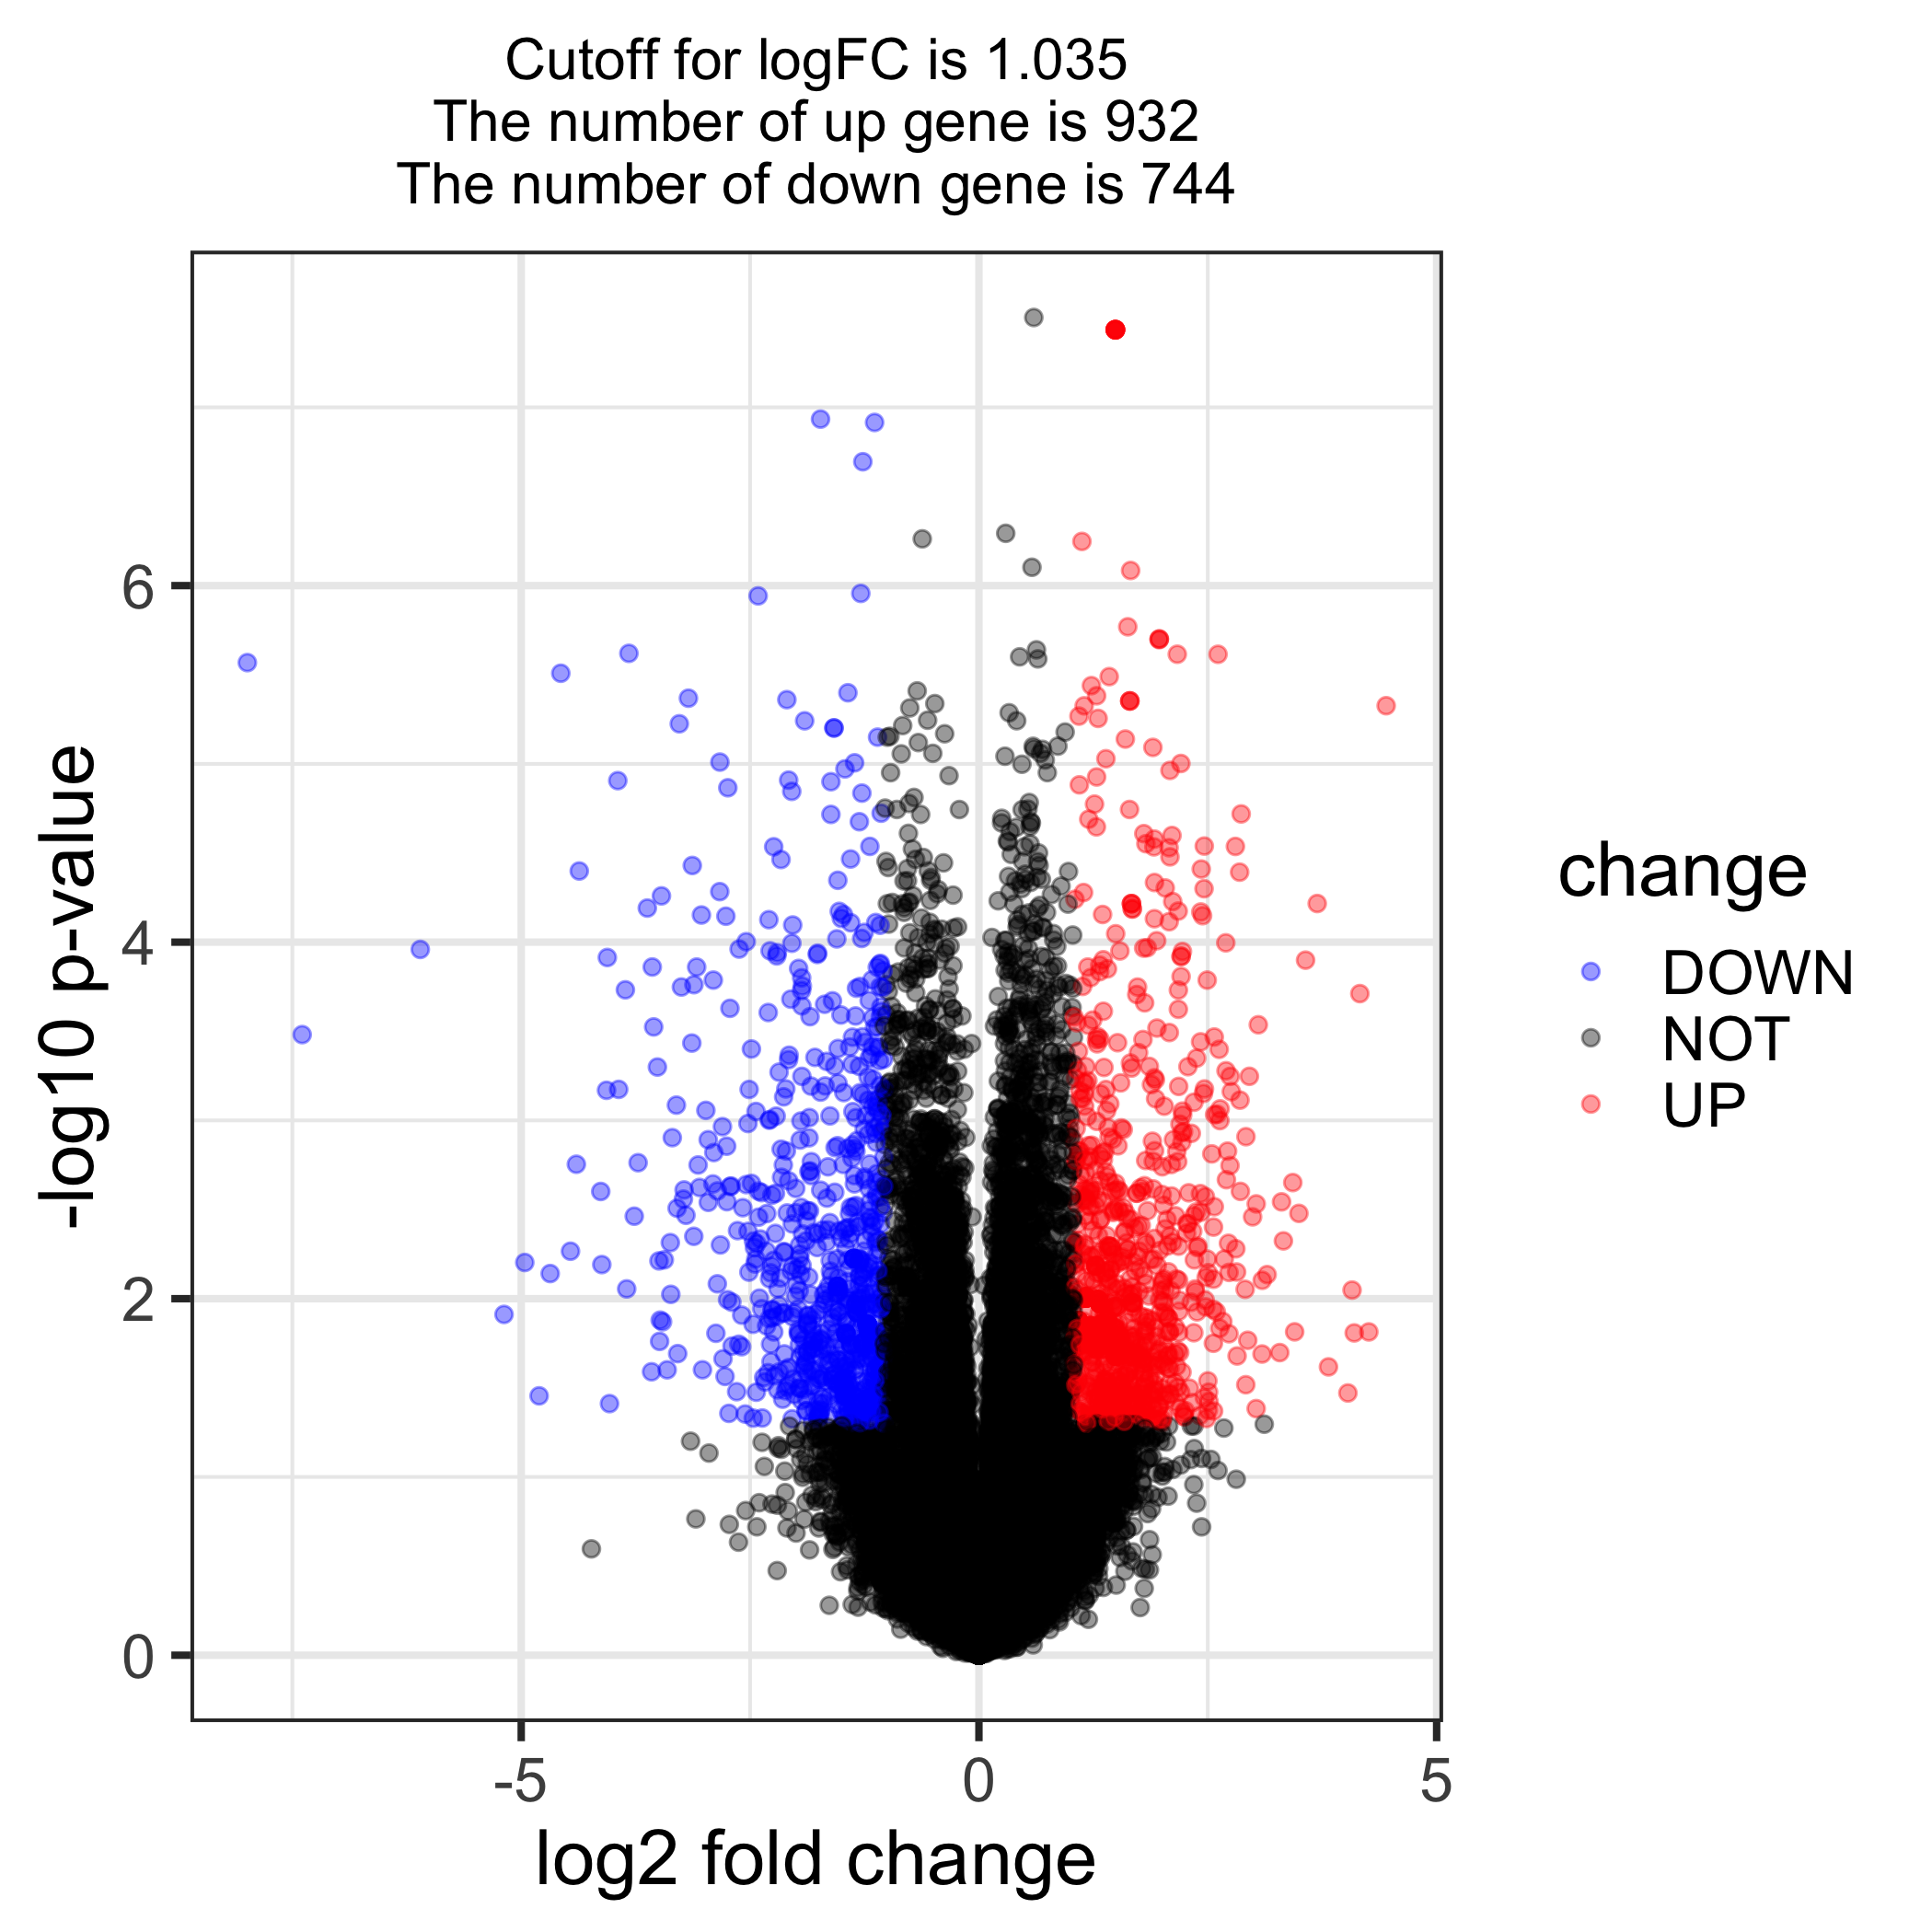 Cutoff for logFC is 1.035
The number of up gene is 932
The number of down gene is 744
-log10 p-value
6
4
2
0
-5 0 5
log2 fold change
change
DOWN
NOT
UP